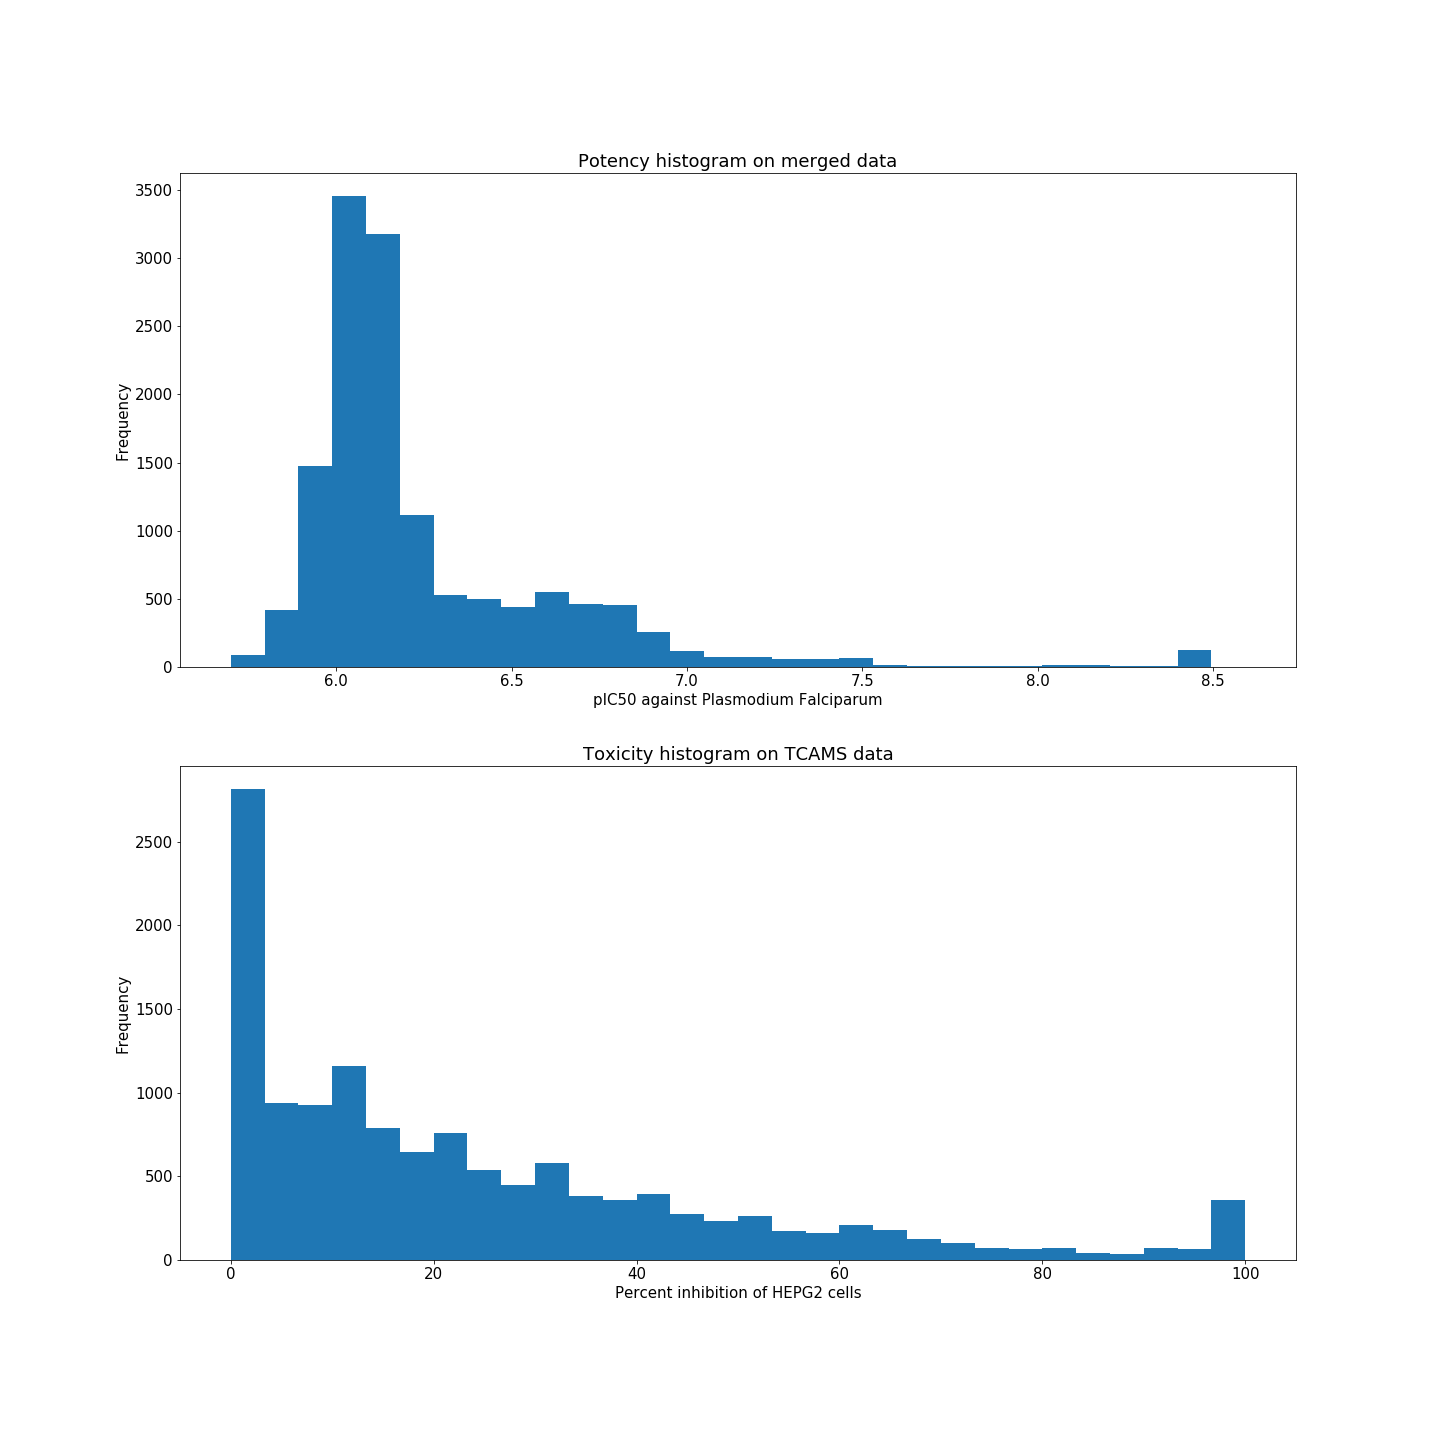 Potency histogram on merged data
3500
3000
2500
2000
1500
1000
500
0
Frequency
6.0 6.5 7.0 7.5 8.0 8.5
pIC50 against Plasmodium Falciparum
Toxicity histogram on TCAMS data
2500
2000
1500
1000
500
0
Frequency
0 20 40 60 80 100
Percent inhibition of HEPG2 cells